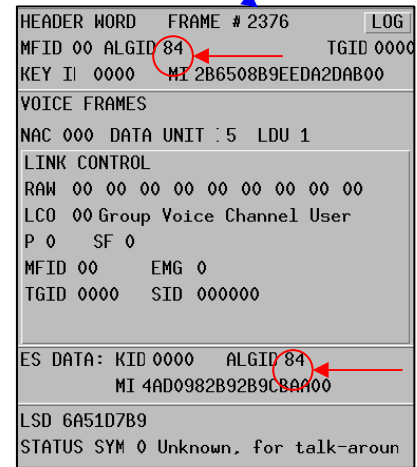 HEADER WORD FRAME # 2376 LOG
MFID 00 ALGID 84 TGID 0000
KEY I 0000 MI 2B6508B9EEDA2DAB00
VOICE FRAMES
NAC 000 DATA UNIT : 5 LDU 1
LINK CONTROL
RAW 00 00 00 00 00 00 00 00 00
LCO 00 Group Voice Channel User
P 0 SF 0
MFID 00 EMG 0
TGID 0000 SID 000000
ES DATA: KID 0000 ALGID 84
MI 4AD0982B92B9CBAA00
LSD 6A51D7B9
STATUS SYM 0 Unknown, for talk-aroun